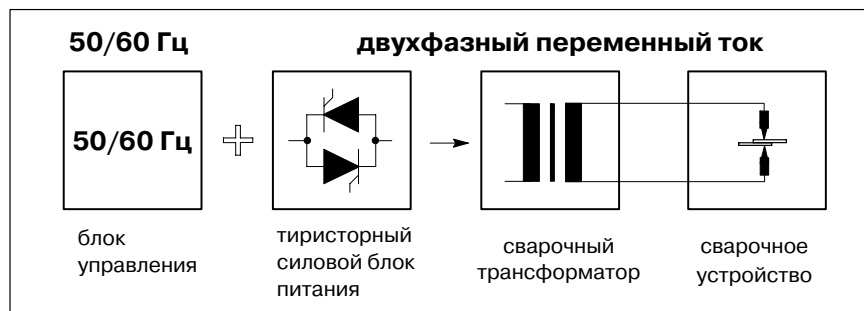 50/60 Гц
двухфазный переменный ток
50/60 Гц
блок
управления
тиристорный
силовой блок
питания
сварочный
трансформатор
сварочное
устройство